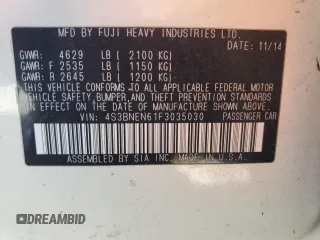 MFD BY FUJI HEAVY INDUSTRIES LTD.
DATE: 11/14
GVWR: 4629 LB ( 2100 KG)
GAWR: F 2535 LB ( 1150 KG)
GAWR: R 2645 LB ( 1200 KG)
THIS VEHICLE CONFORMS TO ALL APPLICABLE FEDERAL MOTOR VEHICLE
SAFETY, BUMPER, AND THEFT PREVENTION STANDARDS IN EFFECT ON
THE DATE OF MANUFACTURE SHOWN ABOVE.
VIN: 4S3BNEN61F3035030
PASSENGER CAR
ASSEMBLED BY SIA INC. MADE IN U.S.A.
DREAMBID